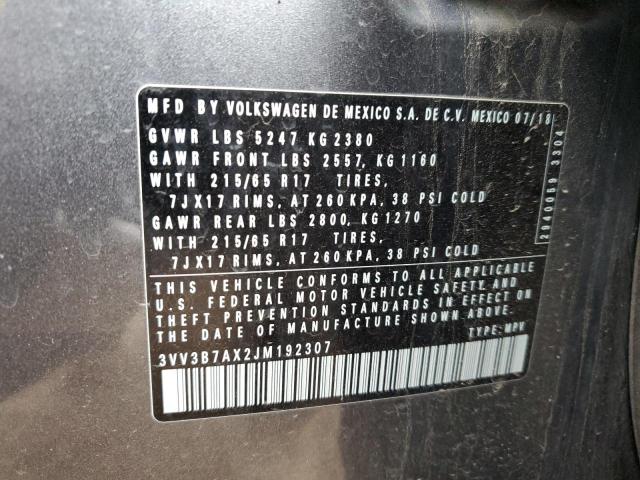 MFD BY VOLKSWAGEN DE MEXICO S.A. DE C.V. MEXICO 07/18
GVWR LBS 5247 KG 2380
GAWR FRONT LBS 2557, KG 1160
WITH 215/65 R17 TIRES,
7JX17 RIMS, AT 260 KPA, 38 PSI COLD
GAWR REAR LBS 2800, KG 1270
WITH 215/65 R17 TIRES,
7JX17 RIMS, AT 260 KPA, 38 PSI COLD
THIS VEHICLE CONFORMS TO ALL APPLICABLE
U.S. FEDERAL MOTOR VEHICLE SAFETY AND
THEFT PREVENTION STANDARDS IN EFFECT ON
THE DATE OF MANUFACTURE SHOWN ABOVE.
3VV3B7AX2JM192307 TYPE: MPV
2940059 3304